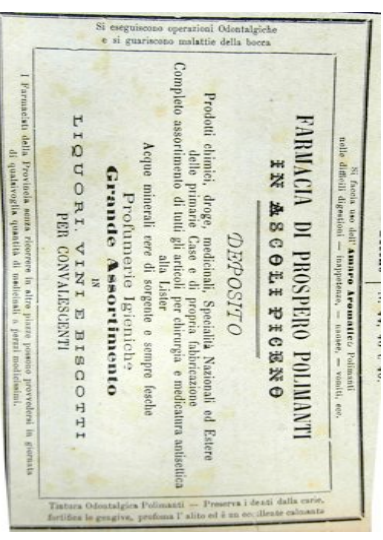 Si faccia uso dell'Amaro Aromatico Polimanti
nelle difficili digestioni — inappetenze, — nausee, — vomiti, ecc.
FARMACIA DI PROSPERO POLIMANTI
IN ASCOLI PICENO
DEPOSITO
Prodotti chimici, droge, medicinali, Specialità Nazionali ed Estere
delle primarie Case e di propria fabbricazione
Completo assortimento di tutti gli articoli per chirurgia e medicatura antisettica
alla Lister
Acque minerali vere di sorgente e sempre fesche
Profumerie Igieniche
Grande Assortimento
IN
LIQUORI, VINI E BISCOTTI
PER CONVALESCENTI
I Farmacisti della Provincia senza ricorrere in altre piazze possono provvedersi in giornata
di qualsivoglia quantità di medicinali a prezzi modicissimi.
Si eseguiscono operazioni Odontalgiche
e si guariscono malattie della bocca
Tintura Odontalgica Polimanti — Preserva i denti dalla carie,
fortifica le gengive, profuma l'alito ed è un eccellente calmante